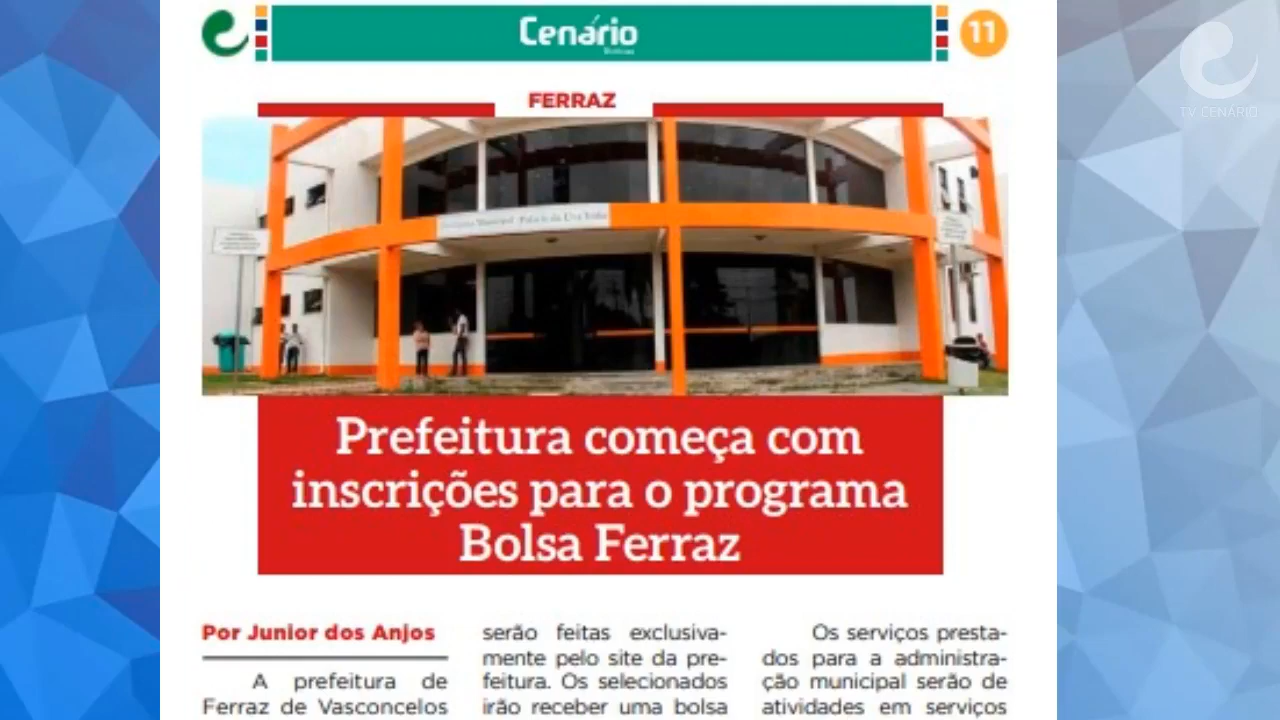 Cenário
11
TV CENÁRIO
FERRAZ
Prefeitura começa com
inscrições para o programa
Bolsa Ferraz
Por Junior dos Anjos
A prefeitura de
Ferraz de Vasconcelos
serão feitas exclusiva-
mente pelo site da pre-
feitura. Os selecionados
irão receber uma bolsa
Os serviços presta-
dos para a administra-
ção municipal serão de
atividades em serviços